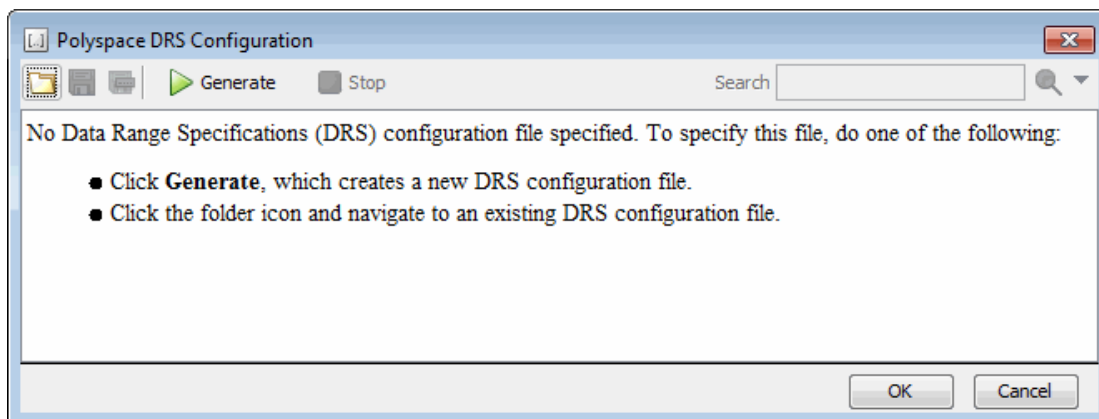 Polyspace DRS Configuration
Generate Stop Search
No Data Range Specifications (DRS) configuration file specified. To specify this file, do one of the following:
● Click Generate, which creates a new DRS configuration file.
● Click the folder icon and navigate to an existing DRS configuration file.
OK Cancel